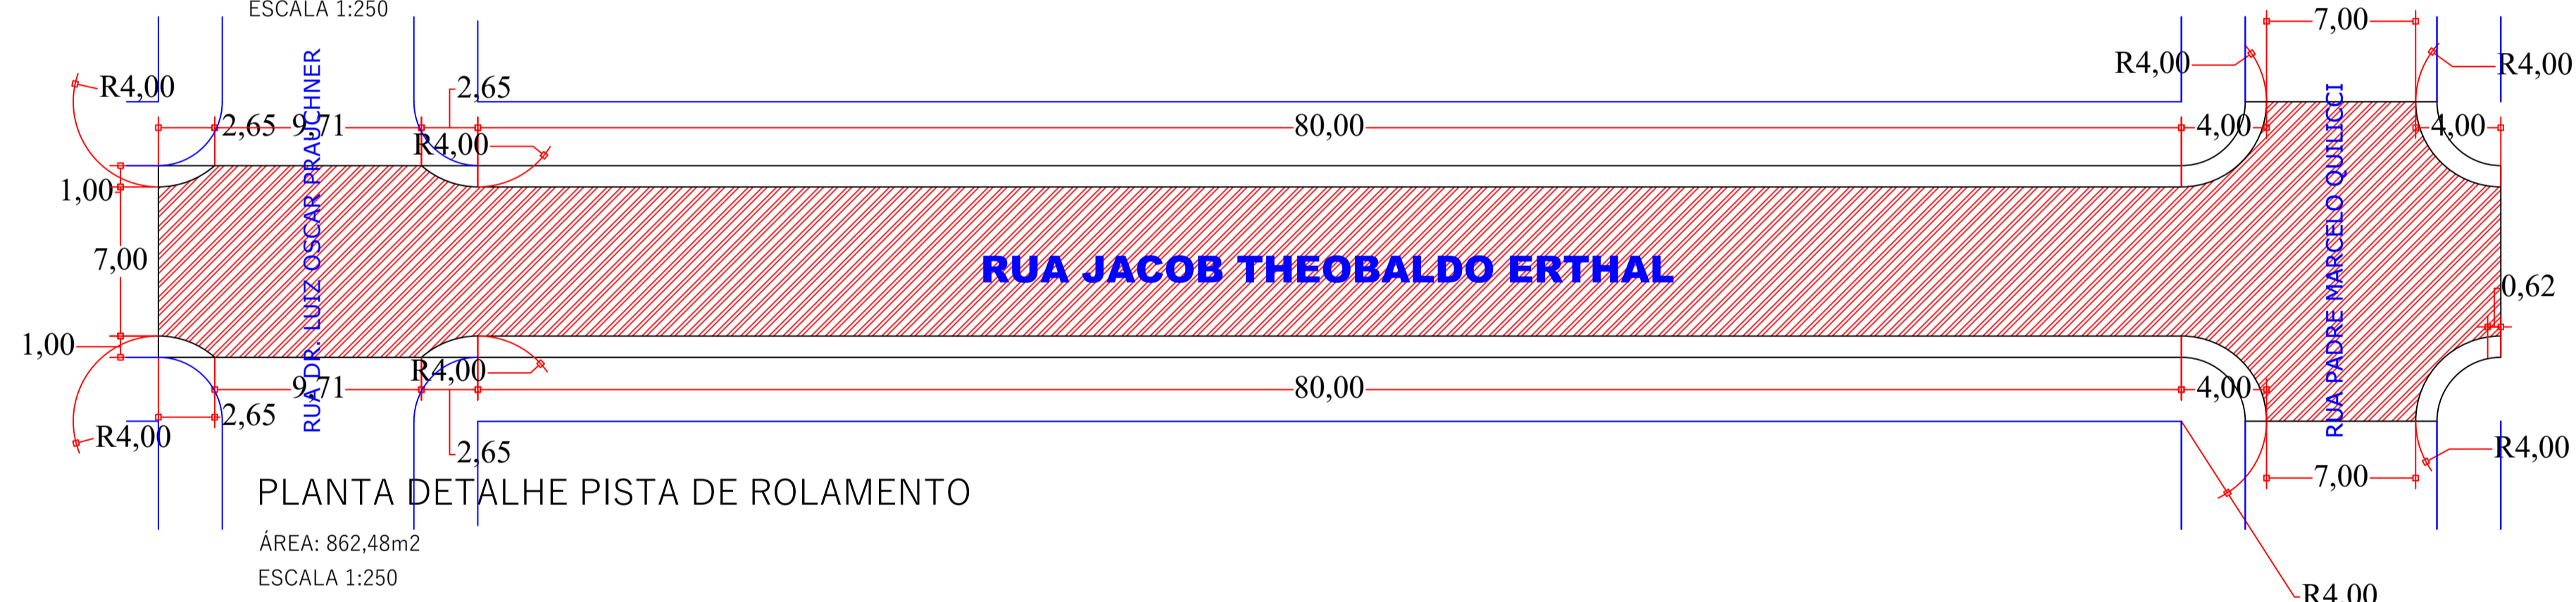 ESCALA 1:250
7,00
R4,00
R4,00
R4,00
2,65
2,65
9,71
80,00
4,00
4,00
R4,00
1,00
7,00
1,00
RUA DR. LUIZ OSCAR PRAUCHNER
RUA JACOB THEOBALDO ERTHAL
RUA PADRE MARCELO QUILICCI
0,62
R4,00
9,71
80,00
4,00
2,65
R4,00
2,65
R4,00
7,00
PLANTA DETALHE PISTA DE ROLAMENTO
ÁREA: 862,48m2
ESCALA 1:250
R4,00